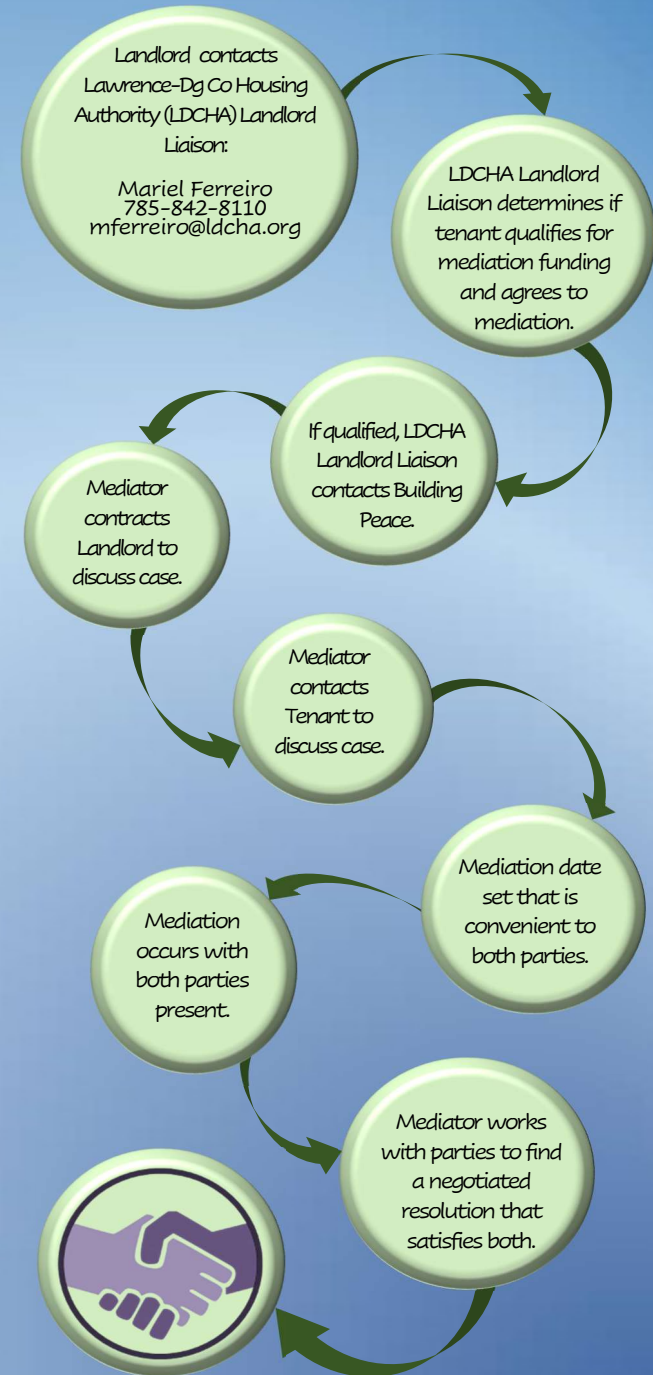 Landlord contacts
Lawrence-Dg Co Housing
Authority (LDCHA) Landlord
Liaison:
Mariel Ferreiro
785-842-8110
mferreiro@ldcha.org
LDCHA Landlord
Liaison determines if
tenant qualifies for
mediation funding
and agrees to
mediation.
If qualified, LDCHA
Landlord Liaison
contacts Building
Peace.
Mediator
contracts
Landlord to
discuss case.
Mediator
contacts
Tenant to
discuss case.
Mediation date
set that is
convenient to
both parties.
Mediation
occurs with
both parties
present.
Mediator works
with parties to find
a negotiated
resolution that
satisfies both.